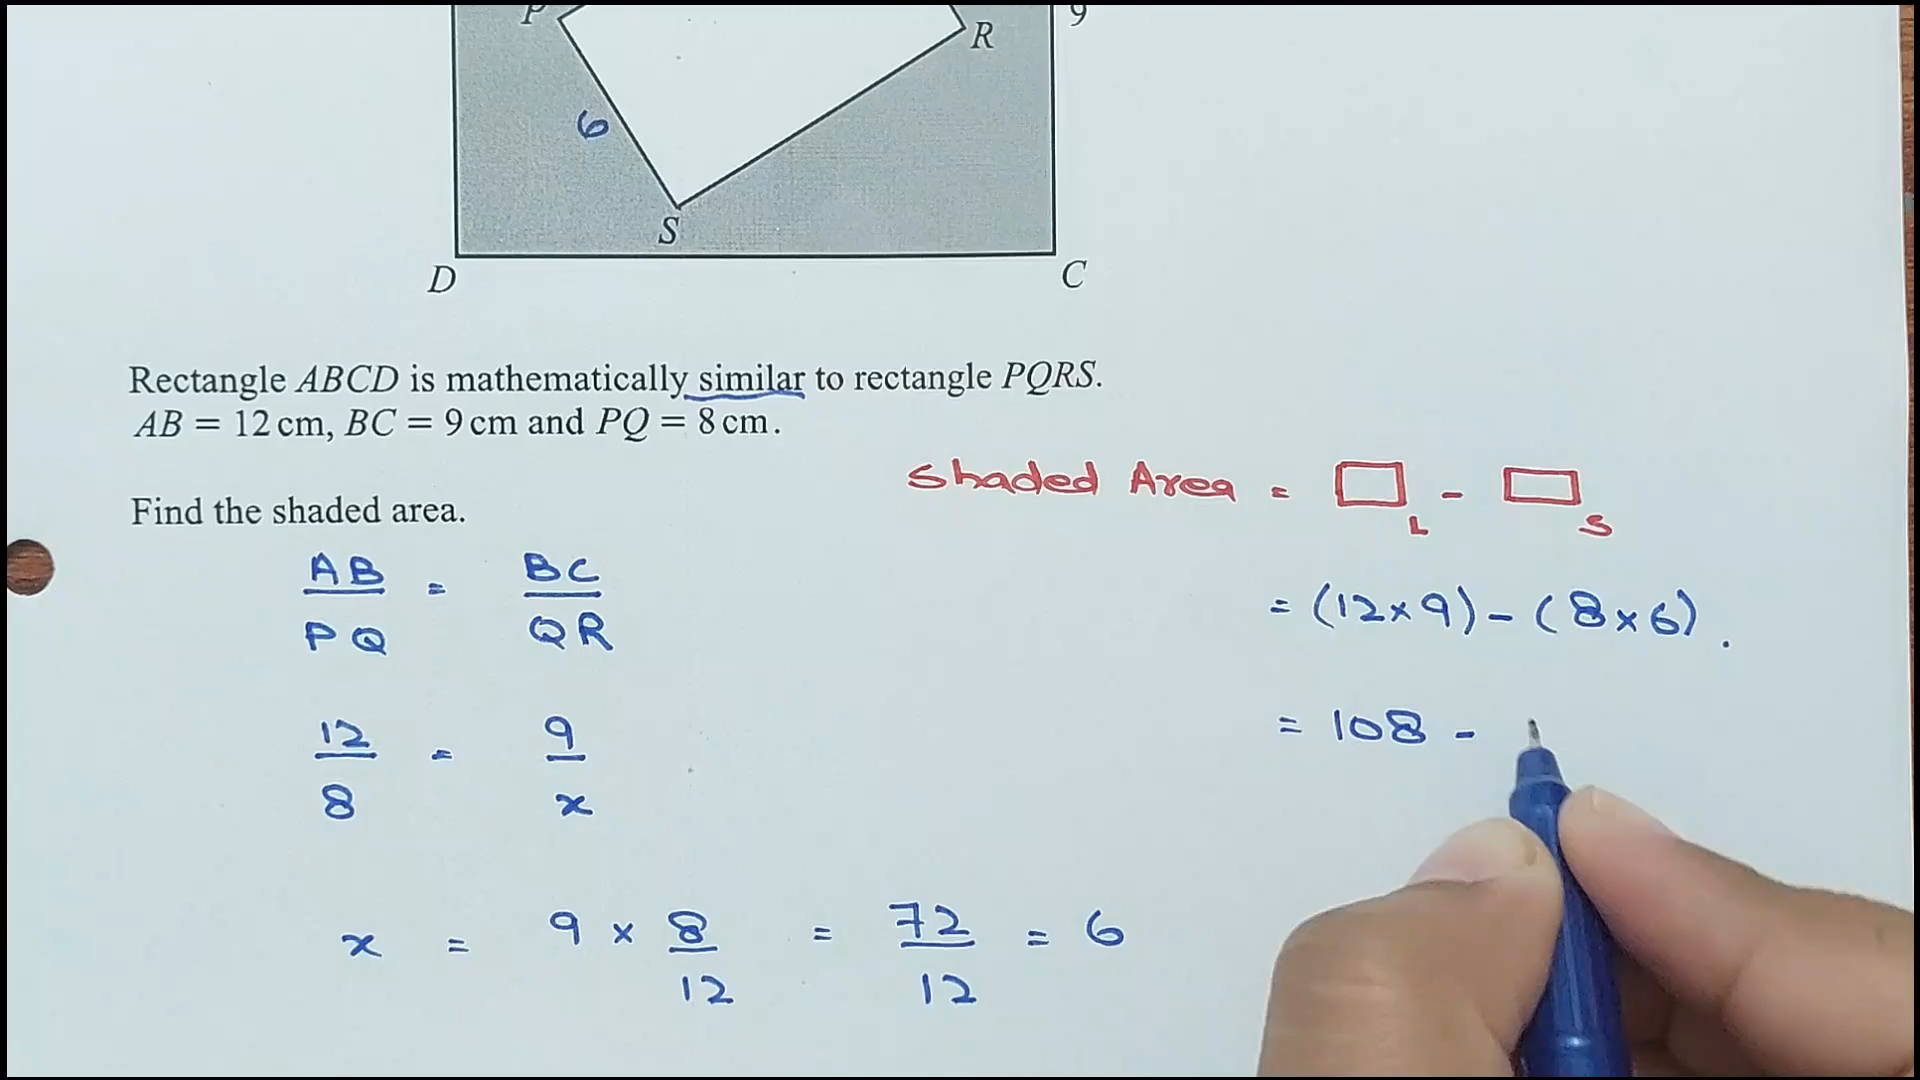 P
R
9
6
S
D
C
Rectangle ABCD is mathematically similar to rectangle PQRS.
AB = 12 cm, BC = 9 cm and PQ = 8 cm.
Shaded Area = ▭L - ▭S
Find the shaded area.
AB/PQ = BC/QR
= (12×9) - (8×6).
12/8 = 9/x
= 108 -
x = 9 × 8/12 = 72/12 = 6